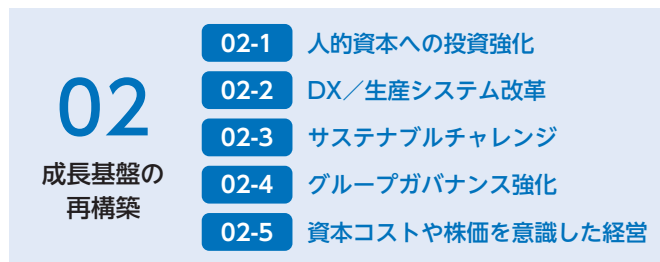 02
成長基盤の
再構築
02-1 人的資本への投資強化
02-2 DX／生産システム改革
02-3 サステナブルチャレンジ
02-4 グループガバナンス強化
02-5 資本コストや株価を意識した経営